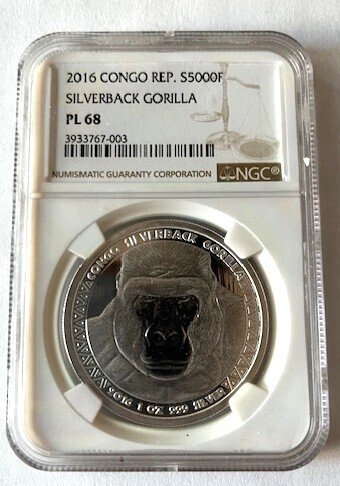 2016 CONGO REP. S5000F
SILVERBACK GORILLA
PL 68
3933767-003
NUMISMATIC GUARANTY CORPORATION NGC®
CONGO SILVERBACK GORILLA
2016 1 OZ 999 SILVER